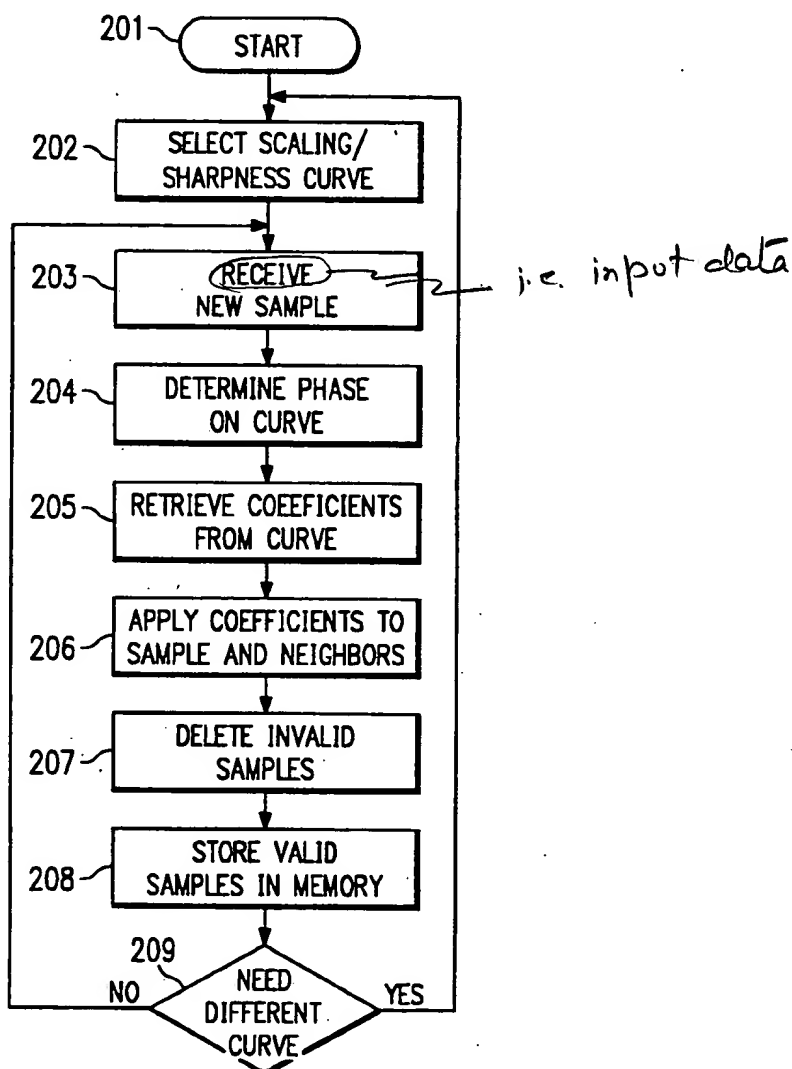 201
START
202
SELECT SCALING/
SHARPNESS CURVE
203
RECEIVE
NEW SAMPLE
i.e. input data
204
DETERMINE PHASE
ON CURVE
205
RETRIEVE COEEFICIENTS
FROM CURVE
206
APPLY COEFFICIENTS TO
SAMPLE AND NEIGHBORS
207
DELETE INVALID
SAMPLES
208
STORE VALID
SAMPLES IN MEMORY
209
NO
NEED
DIFFERENT
CURVE
YES